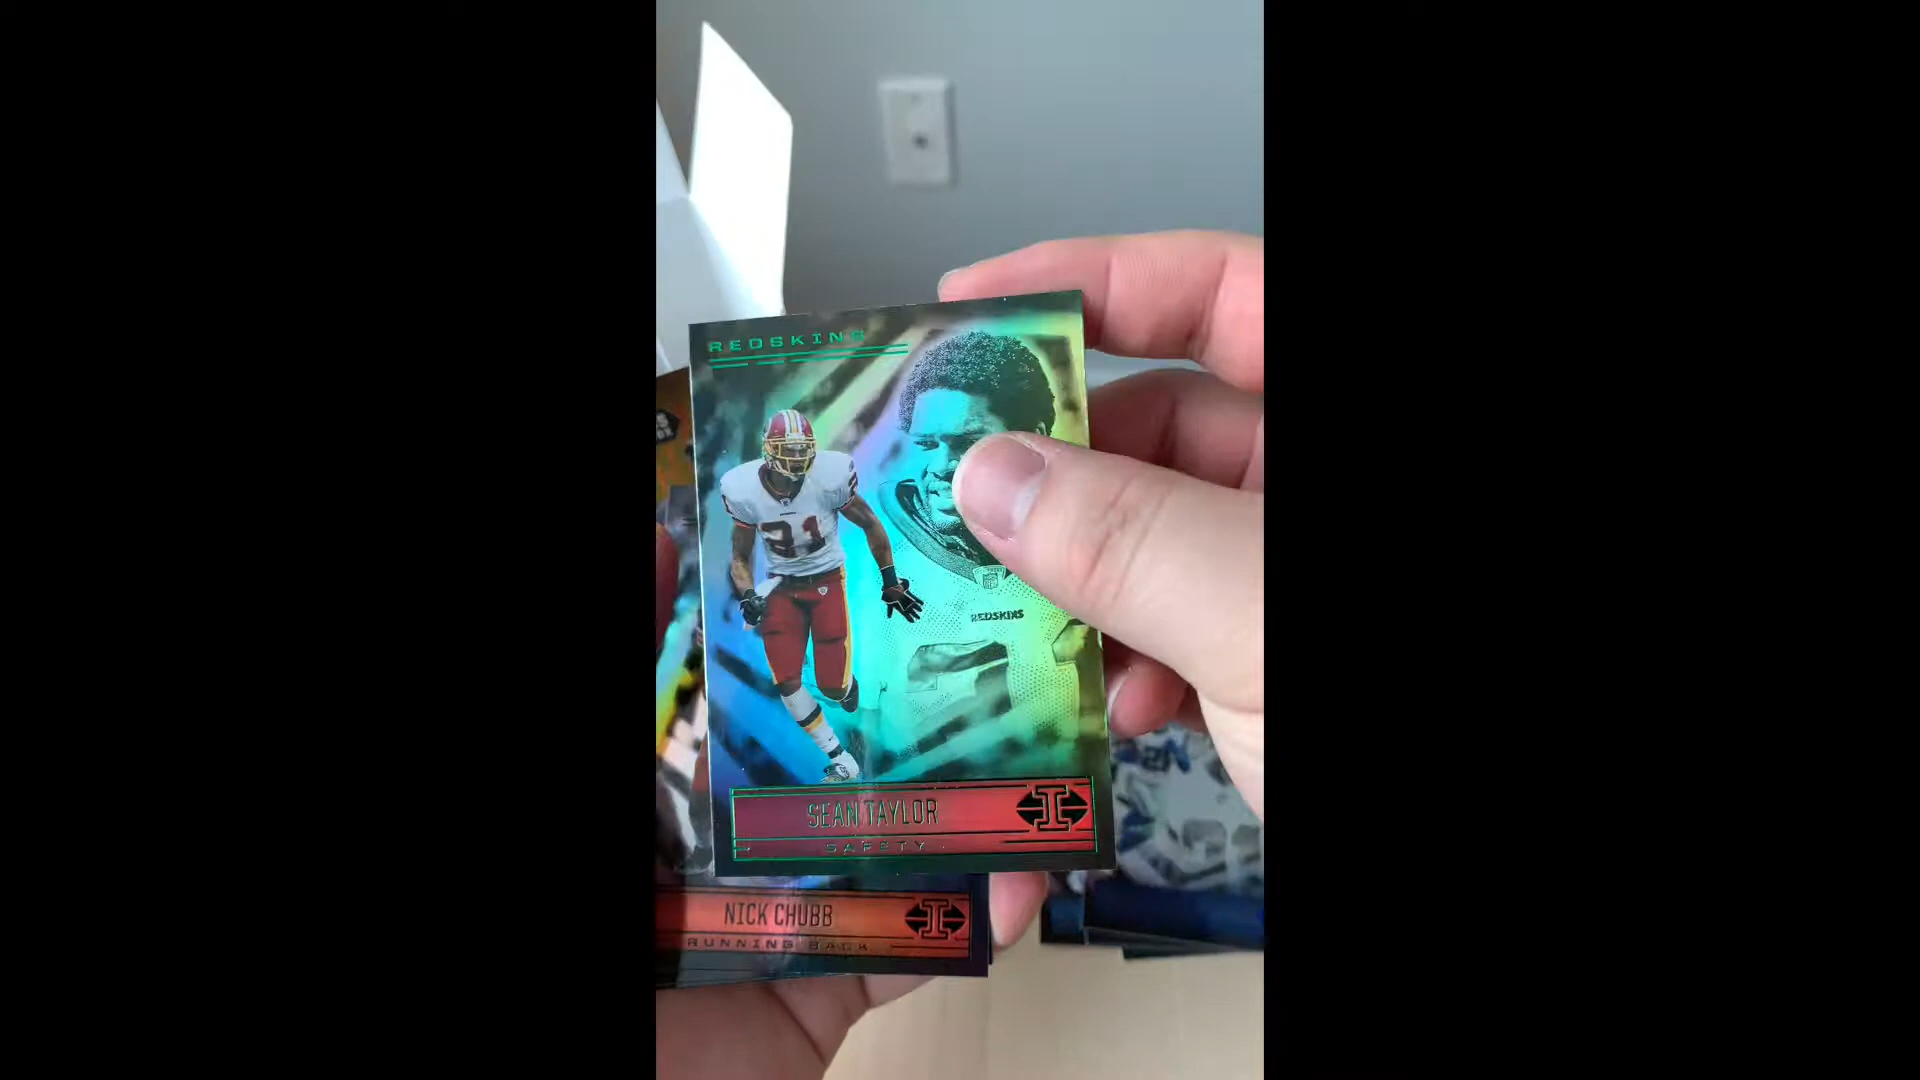 REDSKINS
21
REDSKINS
SEAN TAYLOR
SAFETY
NICK CHUBB
RUNNING BACK